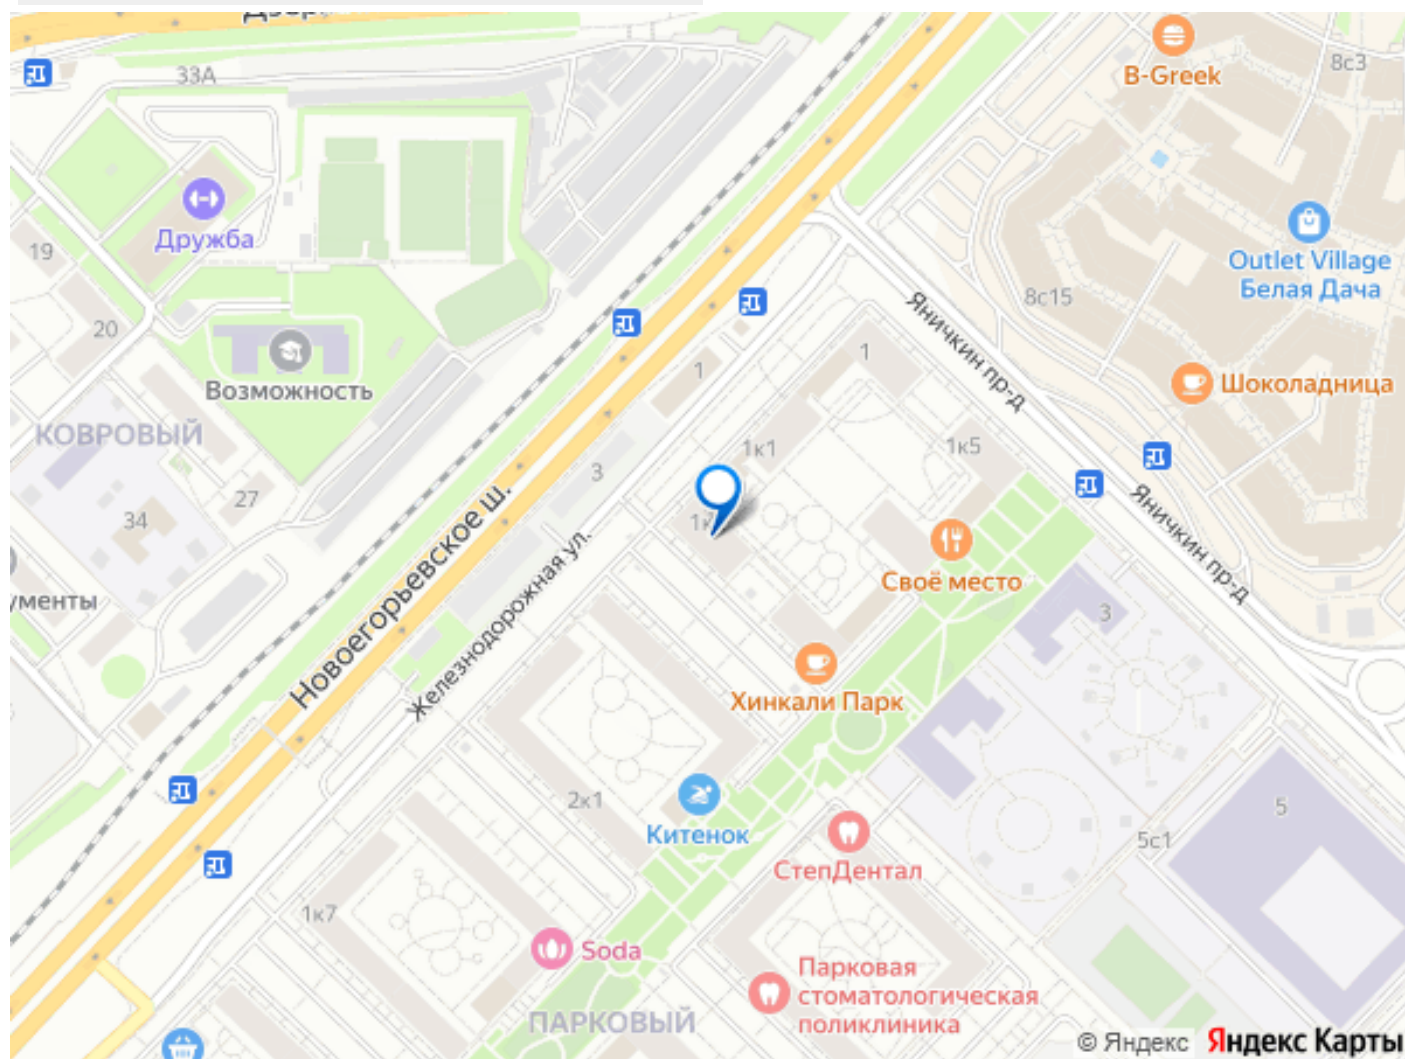 33А
B-Greek
8с3
Дружба
19
Outlet Village
Белая Дача
8с15
20
Яничкин пр-д
1
1
Возможность
Шоколадница
КОВРОВЫЙ
1к1
1к5
3
27
34
Новоегорьевское ш.
Железнодорожная ул.
Яничкин пр-д
Своё место
ументы
3
Хинкали Парк
2к1
5
Китенок
5с1
СтепДентал
1к7
Soda
Парковая
стоматологическая
поликлиника
ПАРКОВЫЙ
© Яндекс Яндекс Карты